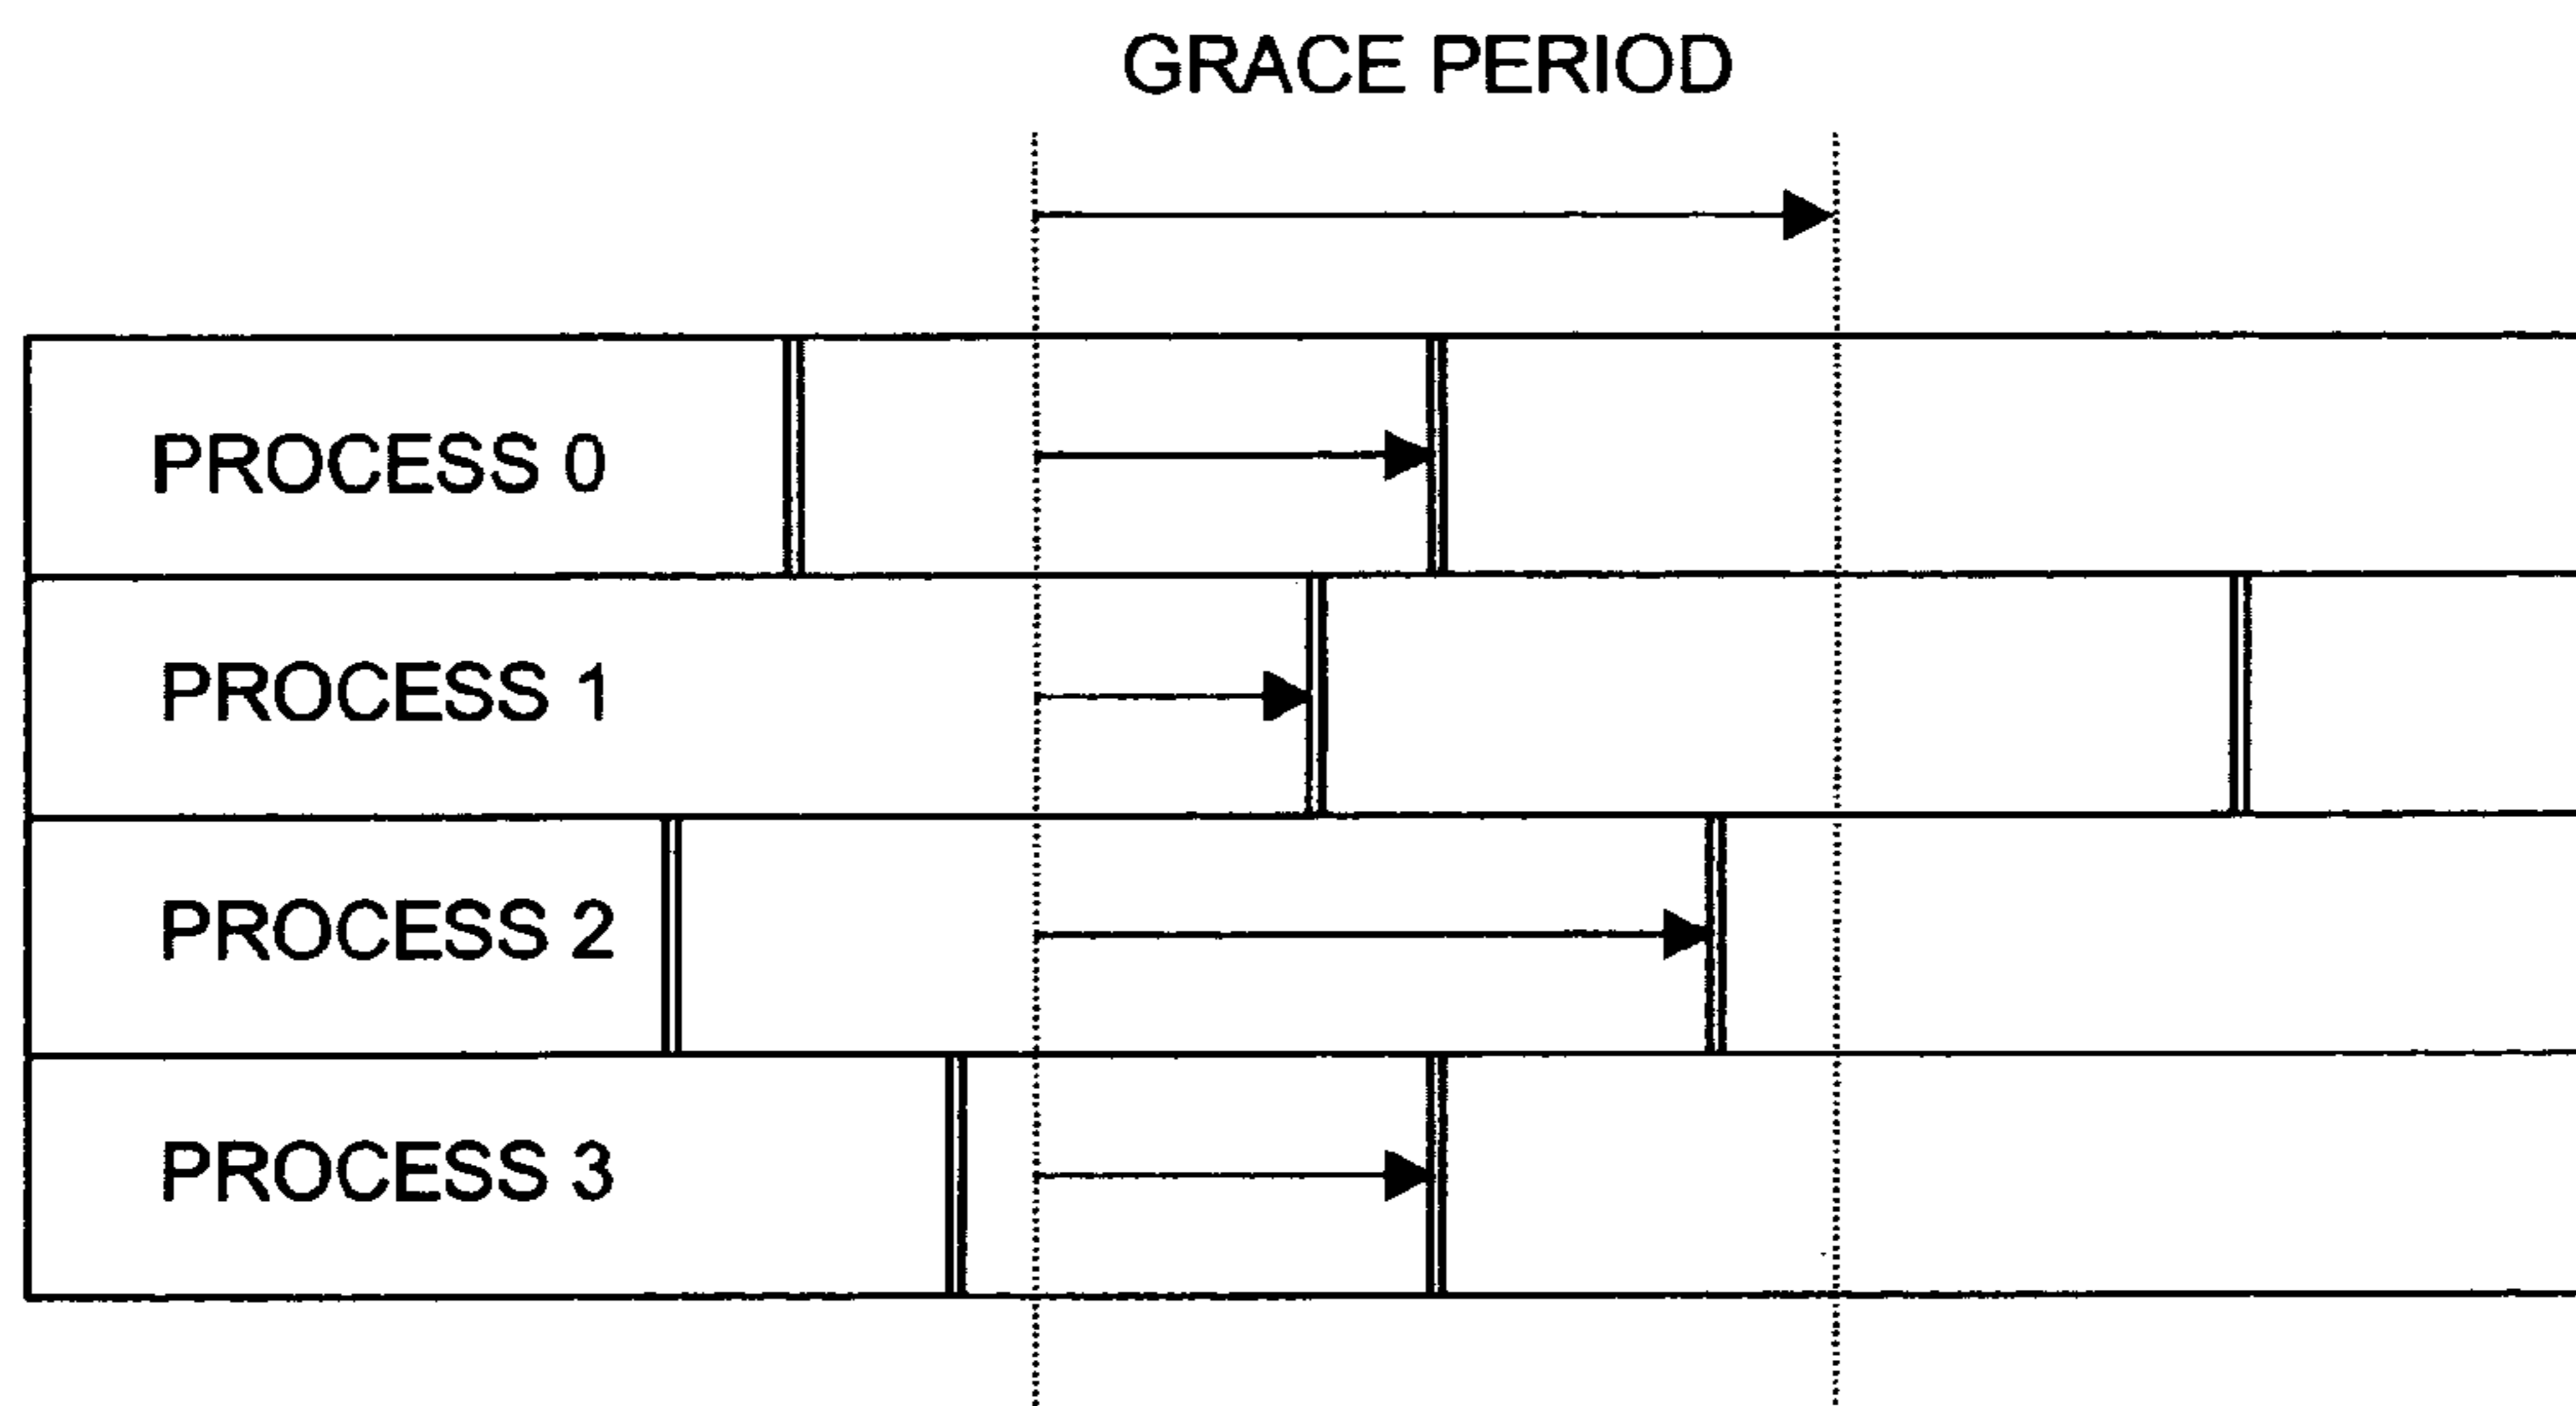 GRACE PERIOD
PROCESS 0
PROCESS 1
PROCESS 2
PROCESS 3